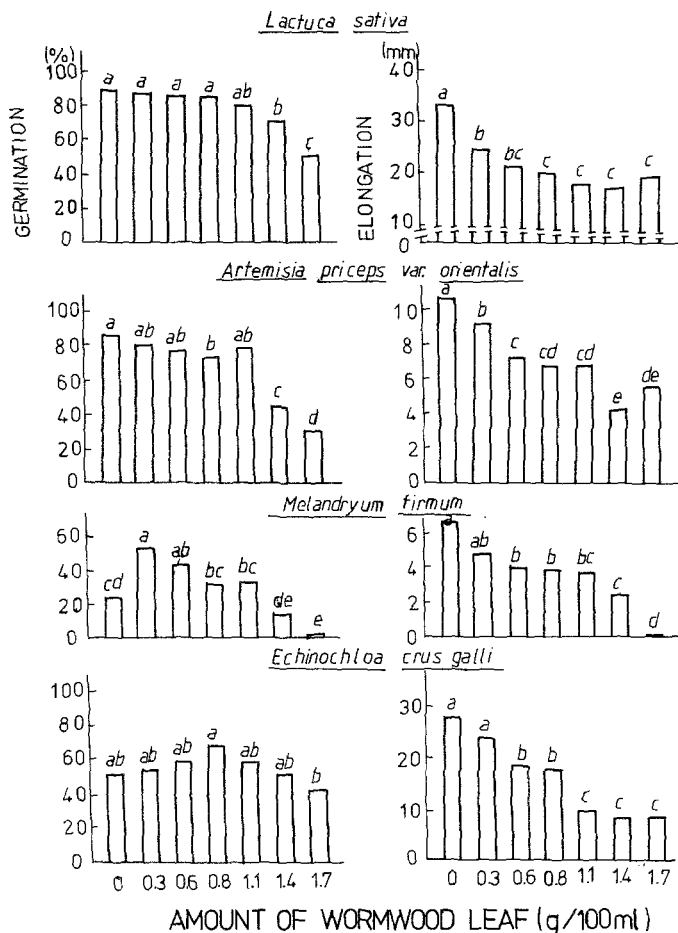 Lactuca sativa
(%) (mm)
GERMINATION ELONGATION
100 80 60 40 20 0
a a a a ab b c
40 30 20 10 0
a b bc c c c c
Artemisia priceps var. orientalis
100 80 60 40 20 0
a ab ab b ab c d
10 8 6 4 2 0
a b c cd cd e de
Melandryum firmum
60 40 20 0
cd a ab bc bc de e
6 4 2 0
a ab b b bc c d
Echinochloa crus galli
100 80 60 40 20 0
ab ab ab a ab ab b
30 20 10 0
a a b b c c c
0 0.3 0.6 0.8 1.1 1.4 1.7 0 0.3 0.6 0.8 1.1 1.4 1.7
AMOUNT OF WORMWOOD LEAF (g/100ml)